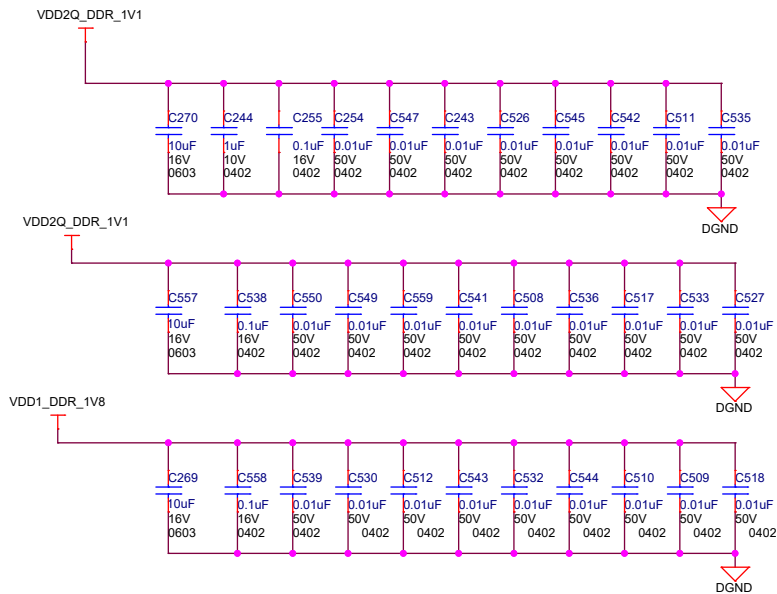 VDD2Q_DDR_1V1
C270 C244 C255 C254 C547 C243 C526 C545 C542 C511 C535
10uF 1uF 0.1uF 0.01uF 0.01uF 0.01uF 0.01uF 0.01uF 0.01uF 0.01uF 0.01uF
16V 10V 16V 50V 50V 50V 50V 50V 50V 50V 50V
0603 0402 0402 0402 0402 0402 0402 0402 0402 0402 0402
DGND
VDD2Q_DDR_1V1
C557 C538 C550 C549 C559 C541 C508 C536 C517 C533 C527
10uF 0.1uF 0.01uF 0.01uF 0.01uF 0.01uF 0.01uF 0.01uF 0.01uF 0.01uF 0.01uF
16V 16V 50V 50V 50V 50V 50V 50V 50V 50V 50V
0603 0402 0402 0402 0402 0402 0402 0402 0402 0402 0402
DGND
VDD1_DDR_1V8
C269 C558 C539 C530 C512 C543 C532 C544 C510 C509 C518
10uF 0.1uF 0.01uF 0.01uF 0.01uF 0.01uF 0.01uF 0.01uF 0.01uF 0.01uF 0.01uF
16V 16V 50V 50V 50V 50V 50V 50V 50V 50V 50V
0603 0402 0402 0402 0402 0402 0402 0402 0402 0402 0402
DGND